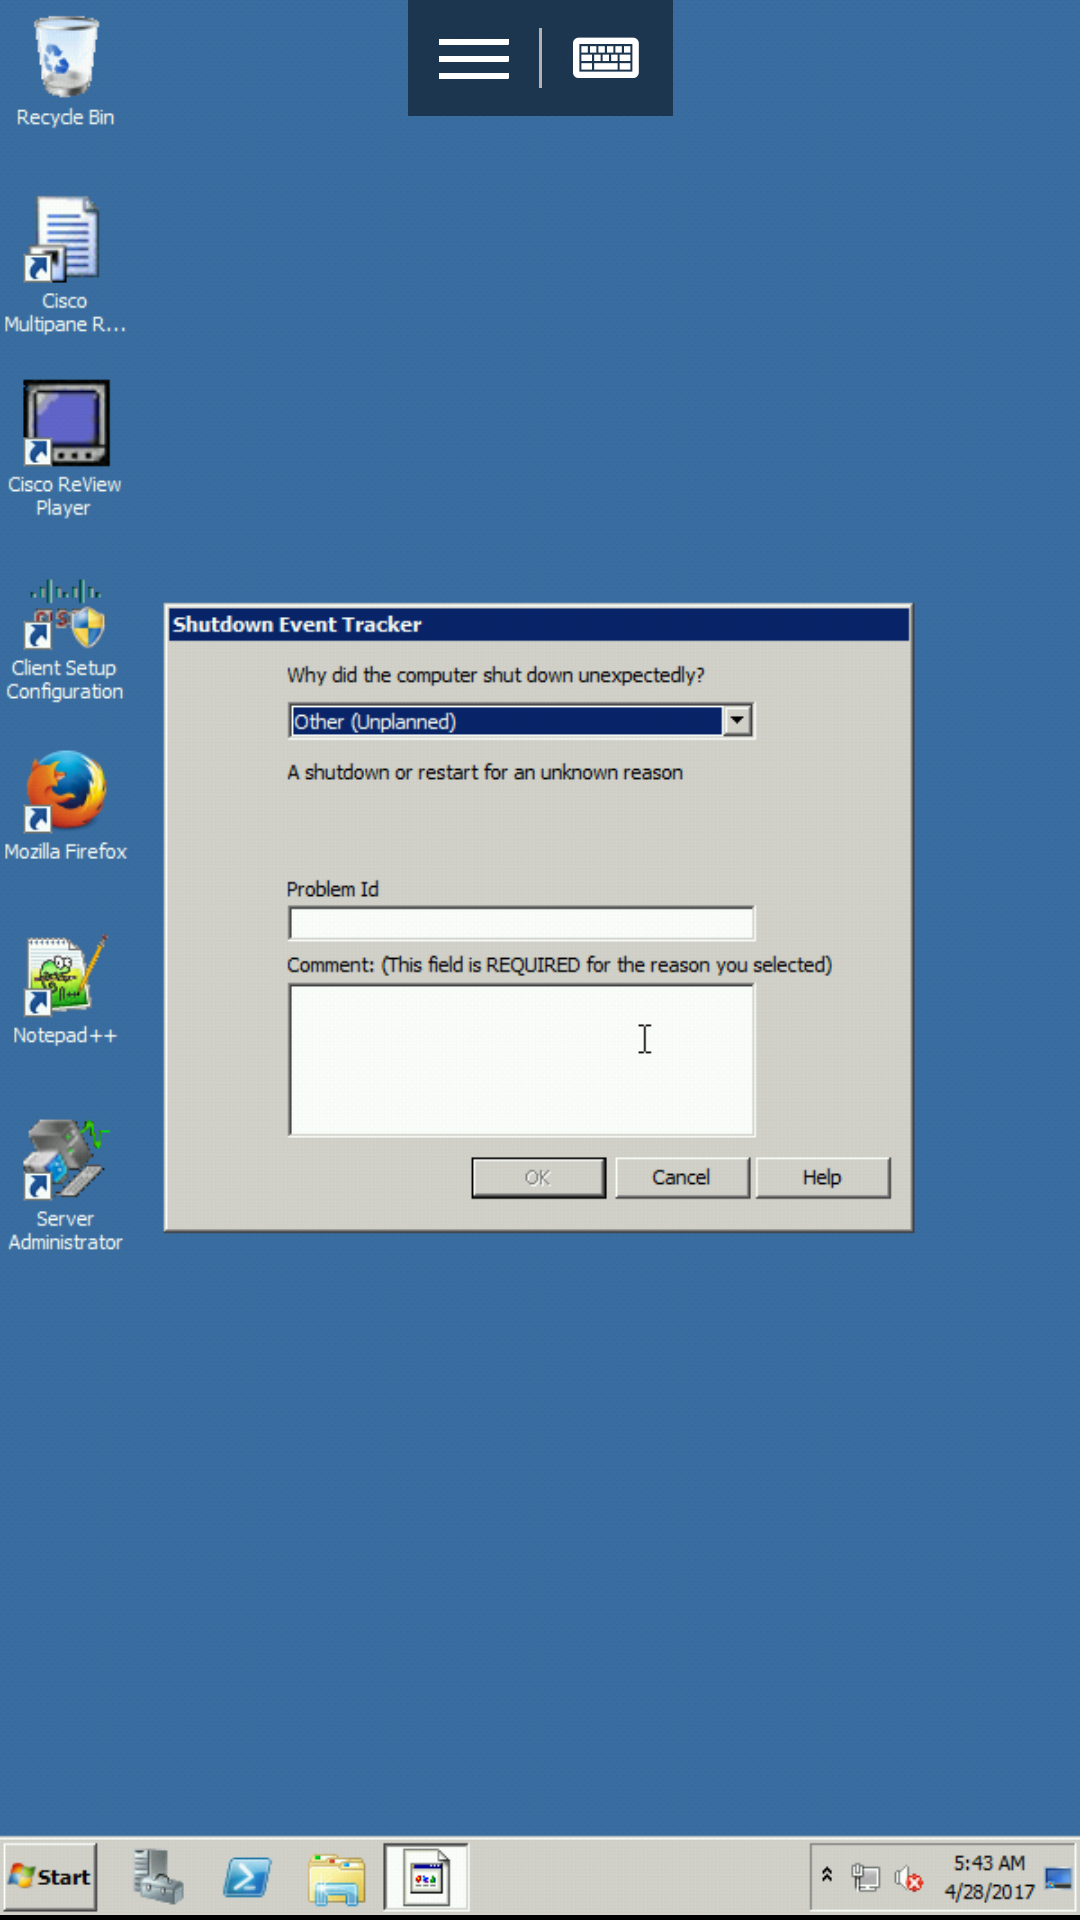 Recycle Bin
Cisco
Multipane R...
Cisco ReView
Player
Client Setup
Configuration
Mozilla Firefox
Notepad++
Server
Administrator
Shutdown Event Tracker
Why did the computer shut down unexpectedly?
Other (Unplanned)
A shutdown or restart for an unknown reason
Problem Id
Comment: (This field is REQUIRED for the reason you selected)
OK
Cancel
Help
Start
5:43 AM
4/28/2017